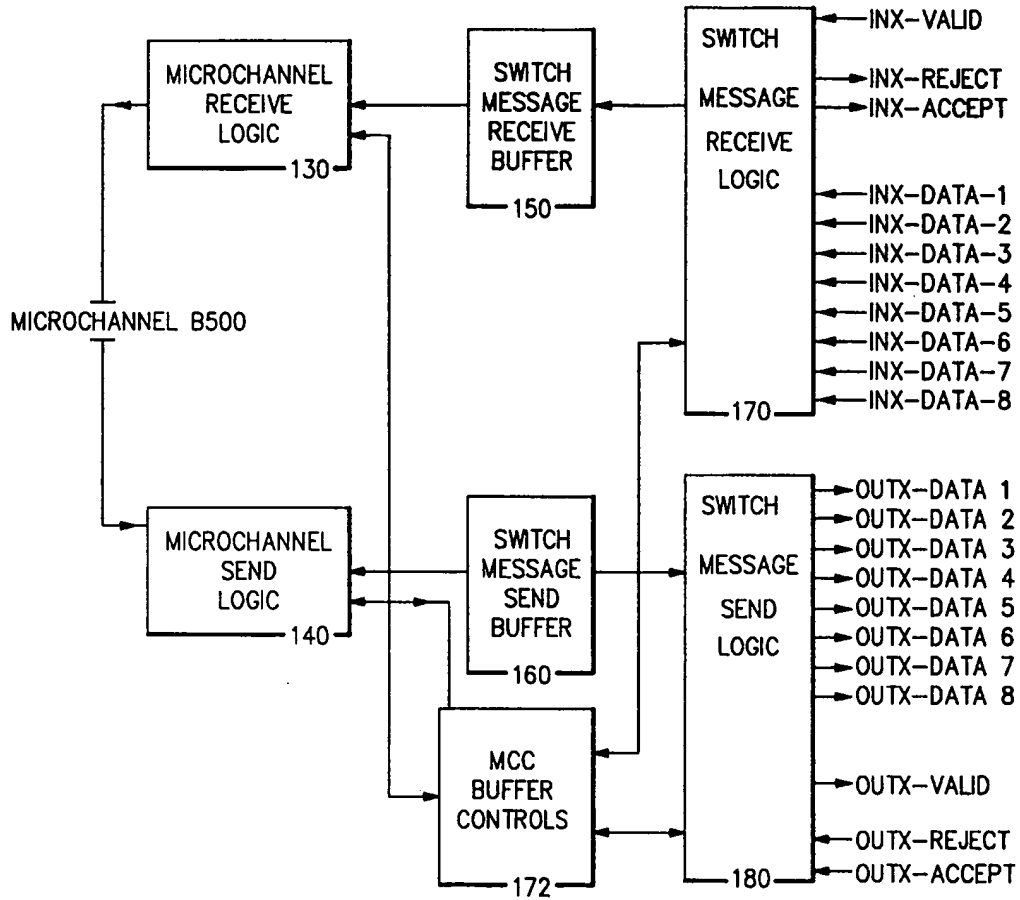 MICROCHANNEL
RECEIVE
LOGIC
130
SWITCH
MESSAGE
RECEIVE
BUFFER
150
SWITCH
MESSAGE
RECEIVE
LOGIC
170
INX-VALID
INX-REJECT
INX-ACCEPT
INX-DATA-1
INX-DATA-2
INX-DATA-3
INX-DATA-4
INX-DATA-5
INX-DATA-6
INX-DATA-7
INX-DATA-8
MICROCHANNEL B500
MICROCHANNEL
SEND
LOGIC
140
SWITCH
MESSAGE
SEND
BUFFER
160
SWITCH
MESSAGE
SEND
LOGIC
180
OUTX-DATA 1
OUTX-DATA 2
OUTX-DATA 3
OUTX-DATA 4
OUTX-DATA 5
OUTX-DATA 6
OUTX-DATA 7
OUTX-DATA 8
OUTX-VALID
OUTX-REJECT
OUTX-ACCEPT
MCC
BUFFER
CONTROLS
172